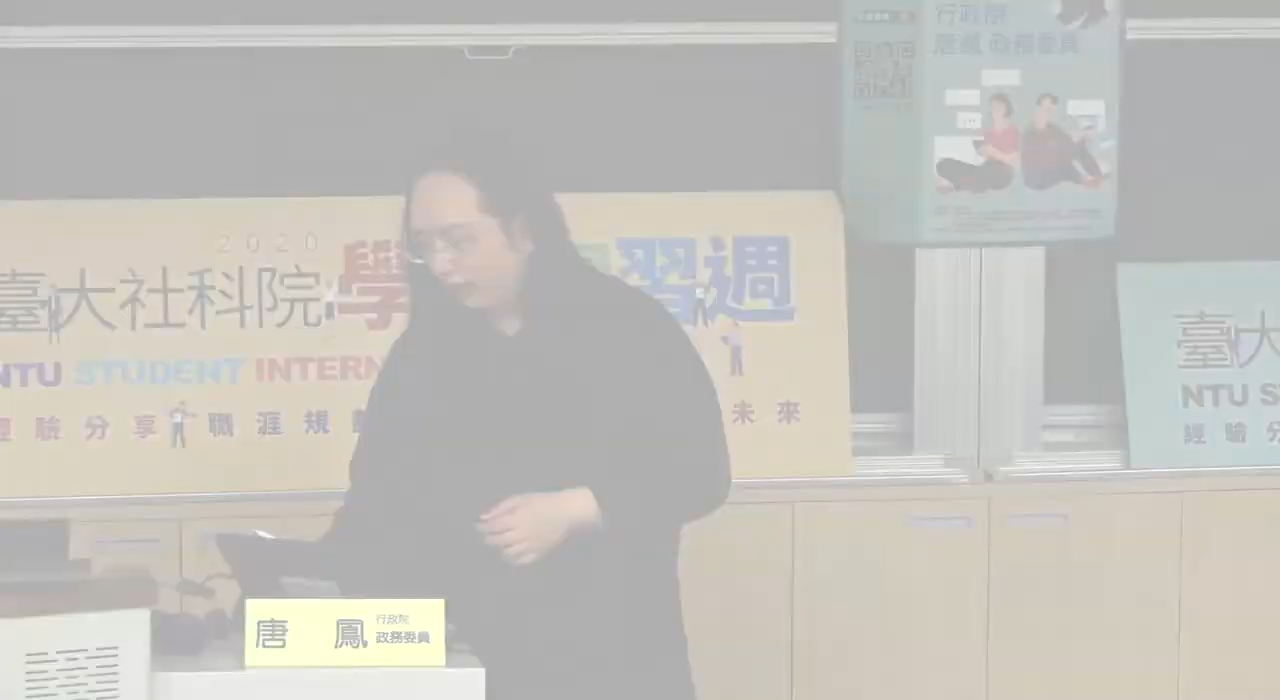 行政院
唐鳳 政務委員
2020
臺大社科院 學 習週
NTU STUDENT INTERN
經驗分享 職涯規劃 未來
臺大
NTU S
經驗分
唐 鳳 行政院
政務委員